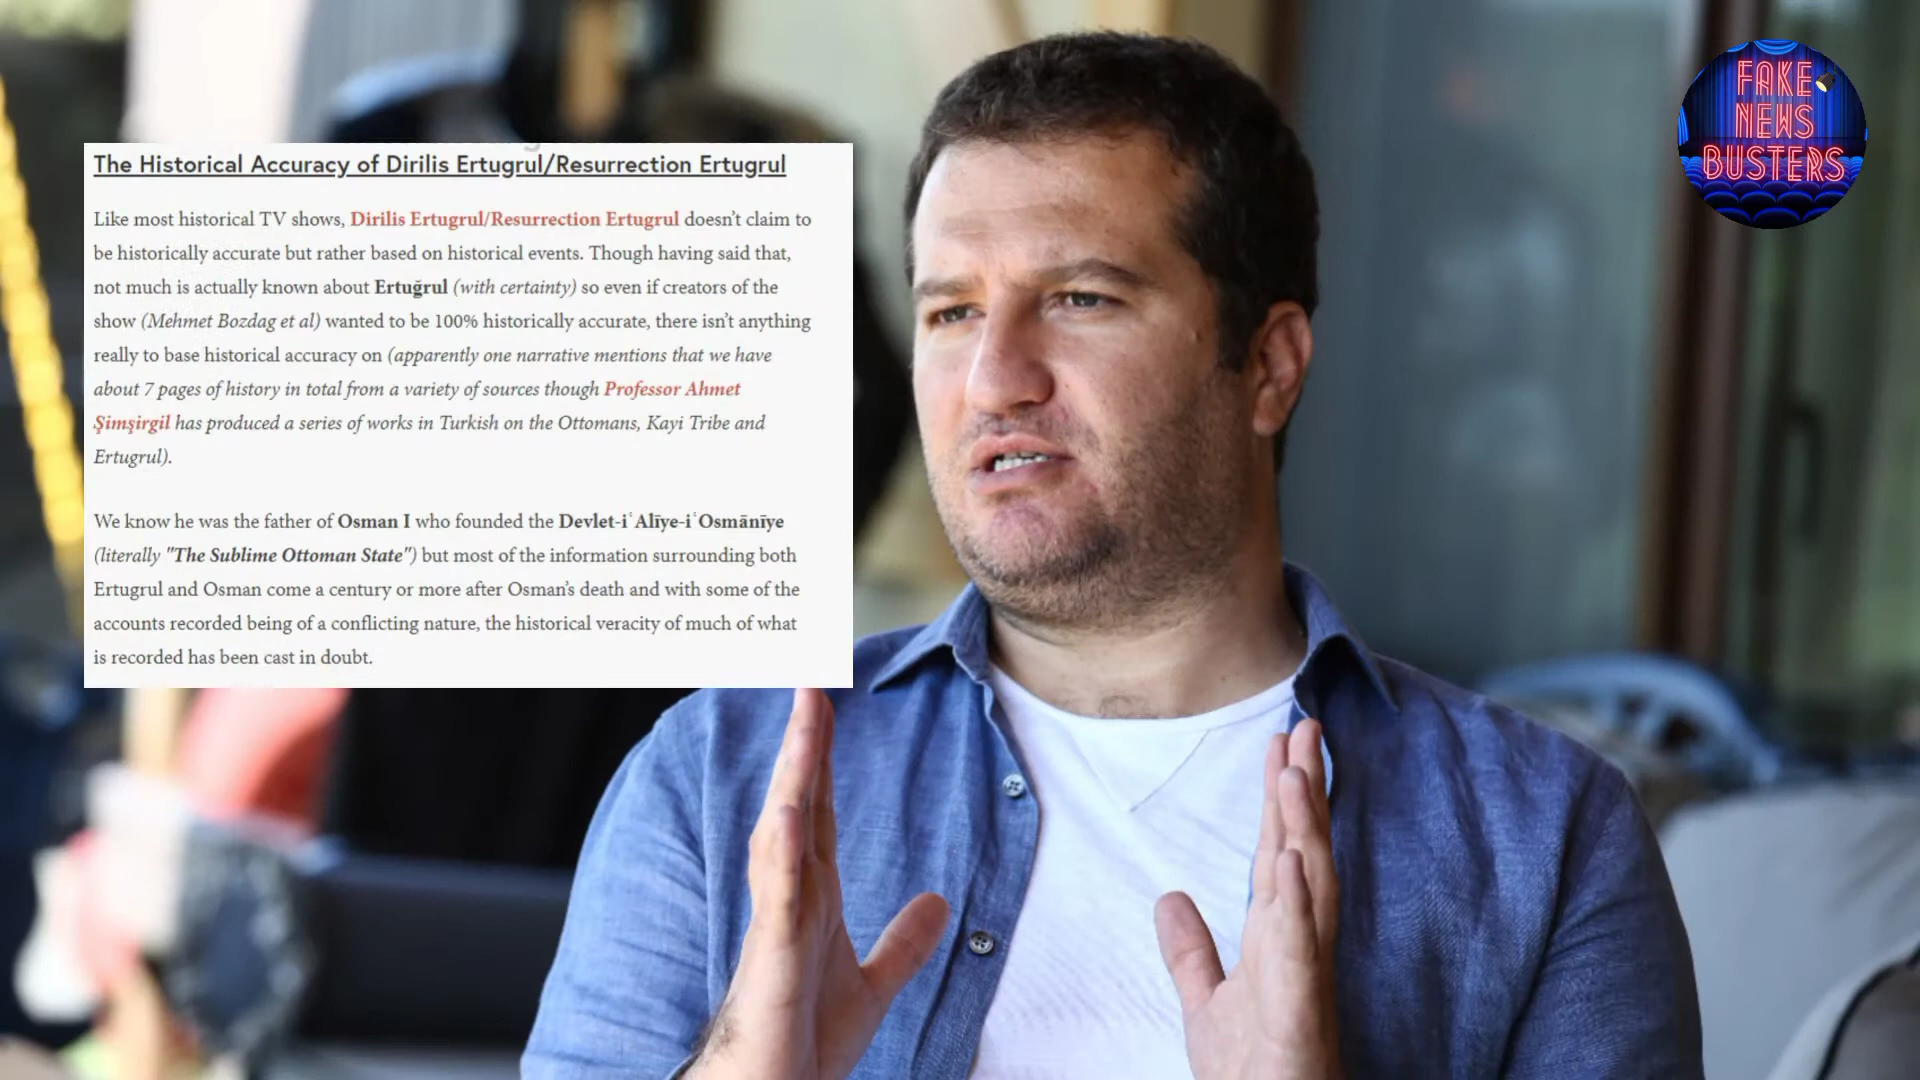 The Historical Accuracy of Dirilis Ertugrul/Resurrection Ertugrul
Like most historical TV shows, Dirilis Ertugrul/Resurrection Ertugrul doesn’t claim to
be historically accurate but rather based on historical events. Though having said that,
not much is actually known about Ertuğrul (with certainty) so even if creators of the
show (Mehmet Bozdag et al) wanted to be 100% historically accurate, there isn’t anything
really to base historical accuracy on (apparently one narrative mentions that we have
about 7 pages of history in total from a variety of sources though Professor Ahmet
Şimşirgil has produced a series of works in Turkish on the Ottomans, Kayi Tribe and
Ertugrul).
We know he was the father of Osman I who founded the Devlet-i ʿAlīye-i ʿOsmānīye
(literally "The Sublime Ottoman State") but most of the information surrounding both
Ertugrul and Osman come a century or more after Osman’s death and with some of the
accounts recorded being of a conflicting nature, the historical veracity of much of what
is recorded has been cast in doubt.
FAKE
NEWS
BUSTERS